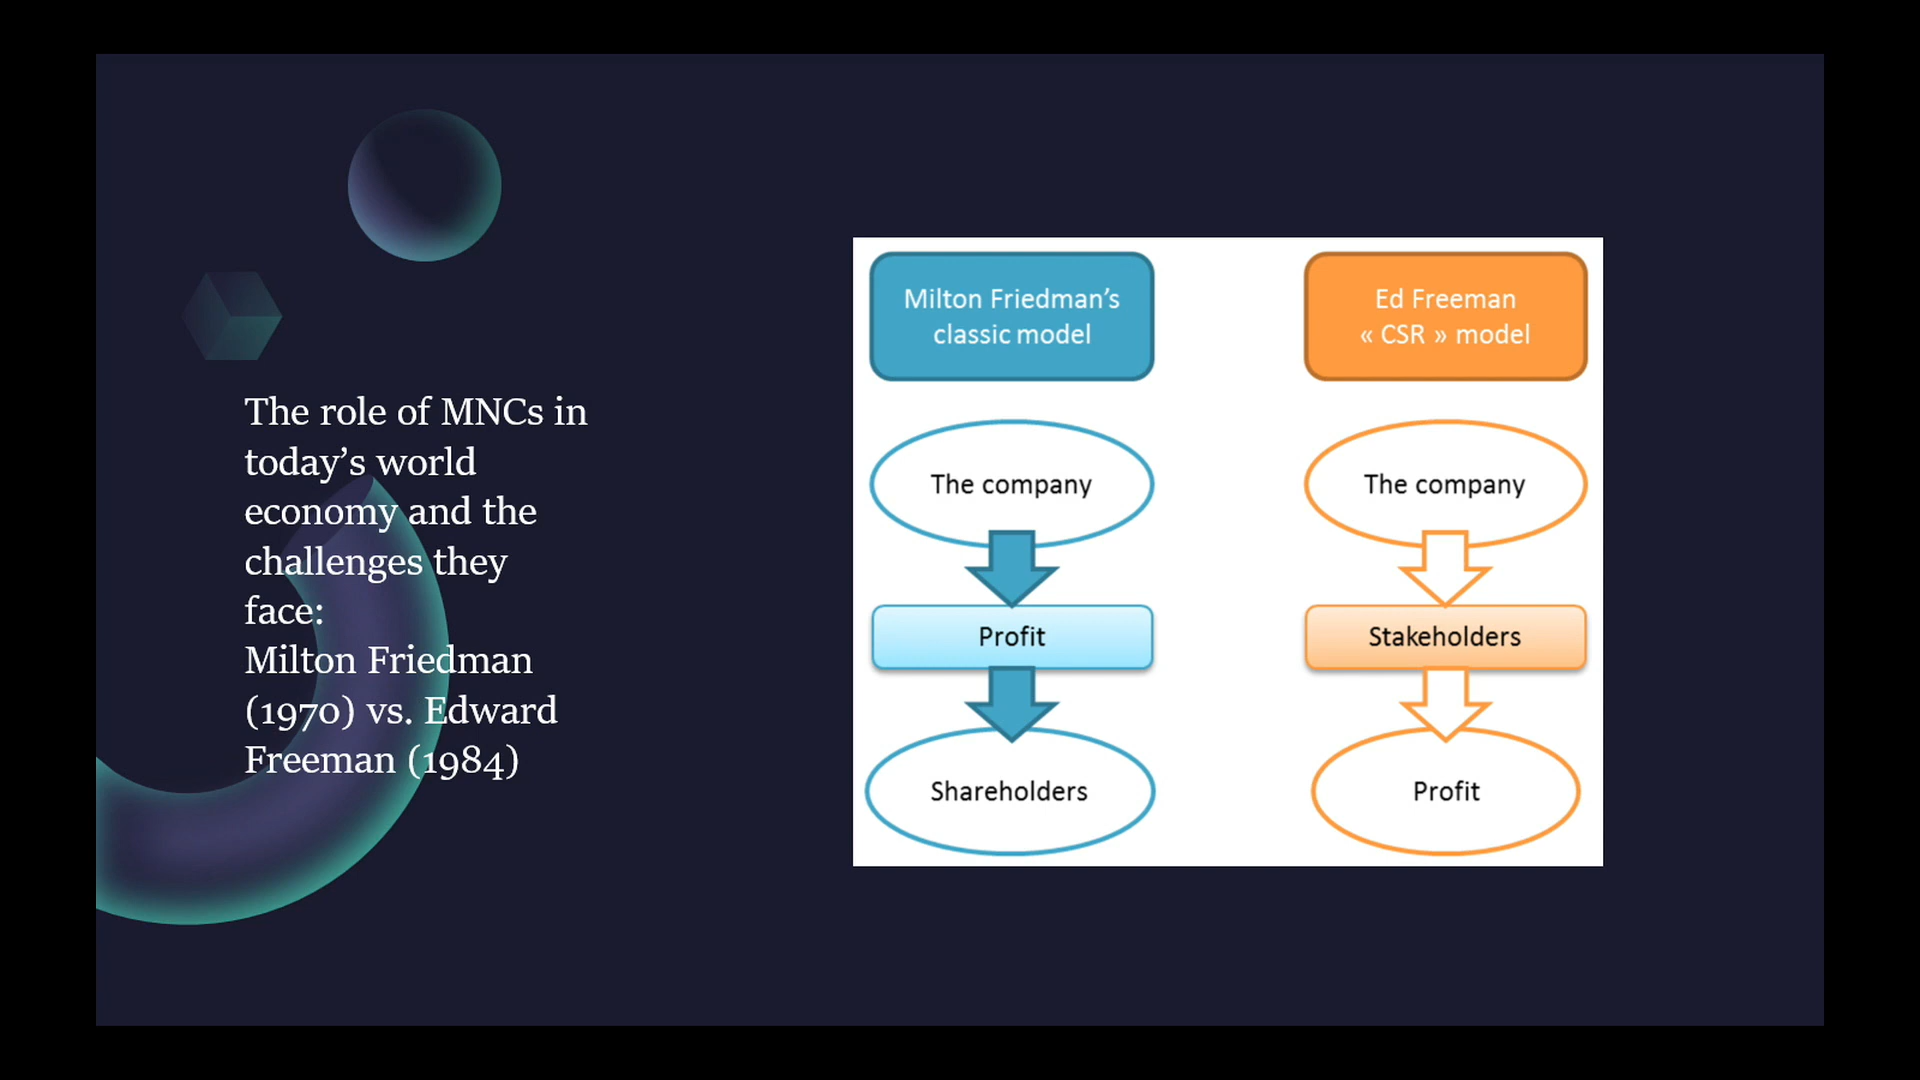 The role of MNCs in
today’s world
economy and the
challenges they
face:
Milton Friedman
(1970) vs. Edward
Freeman (1984)
Milton Friedman’s
classic model
The company
Profit
Shareholders
Ed Freeman
« CSR » model
The company
Stakeholders
Profit